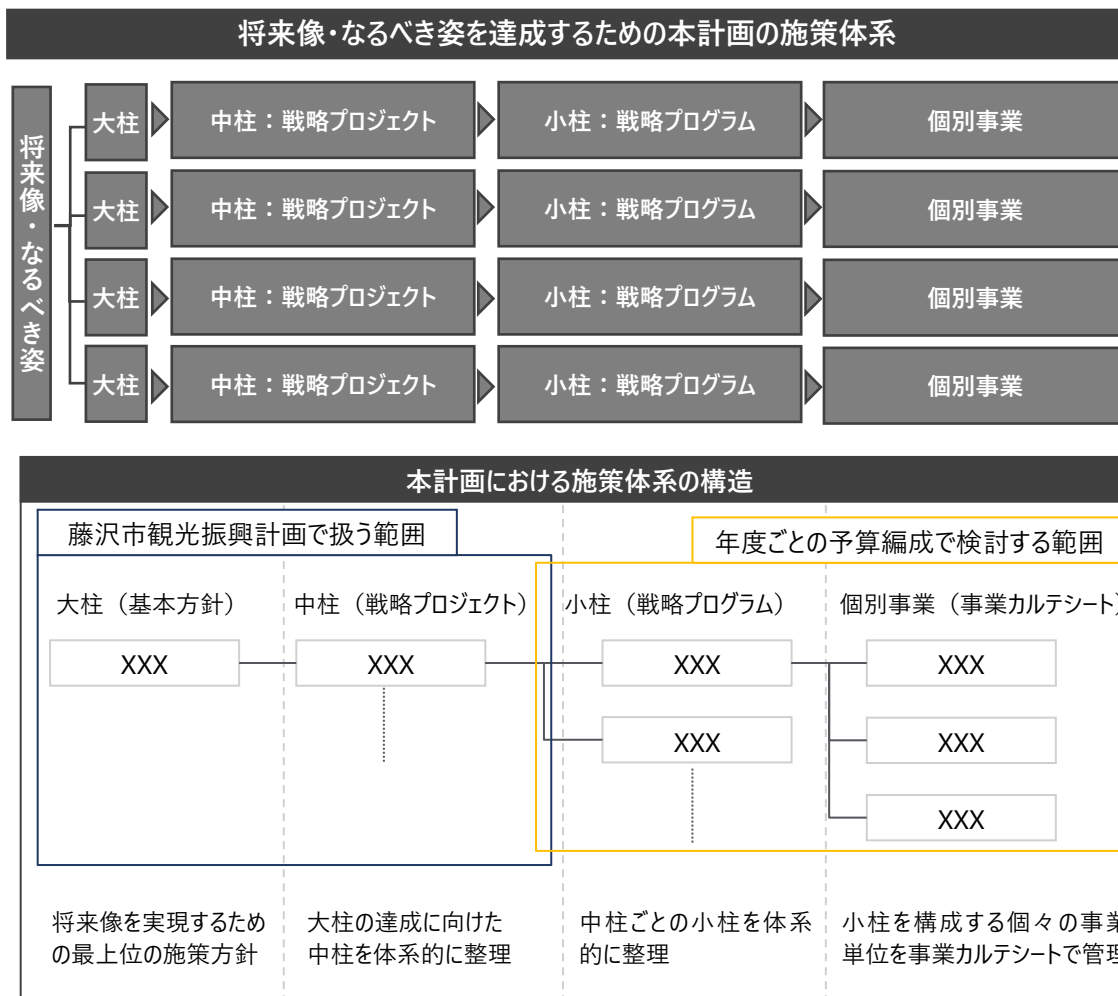 将来像・なるべき姿を達成するための本計画の施策体系
将来像・なるべき姿
大柱
中柱：戦略プロジェクト
小柱：戦略プログラム
個別事業
大柱
中柱：戦略プロジェクト
小柱：戦略プログラム
個別事業
大柱
中柱：戦略プロジェクト
小柱：戦略プログラム
個別事業
大柱
中柱：戦略プロジェクト
小柱：戦略プログラム
個別事業
本計画における施策体系の構造
藤沢市観光振興計画で扱う範囲
年度ごとの予算編成で検討する範囲
大柱（基本方針）
中柱（戦略プロジェクト）
小柱（戦略プログラム）
個別事業（事業カルテシート）
XXX
XXX
XXX
XXX
XXX
XXX
XXX
将来像を実現するため
の最上位の施策方針
大柱の達成に向けた
中柱を体系的に整理
中柱ごとの小柱を体系
的に整理
小柱を構成する個々の事業
単位を事業カルテシートで管理